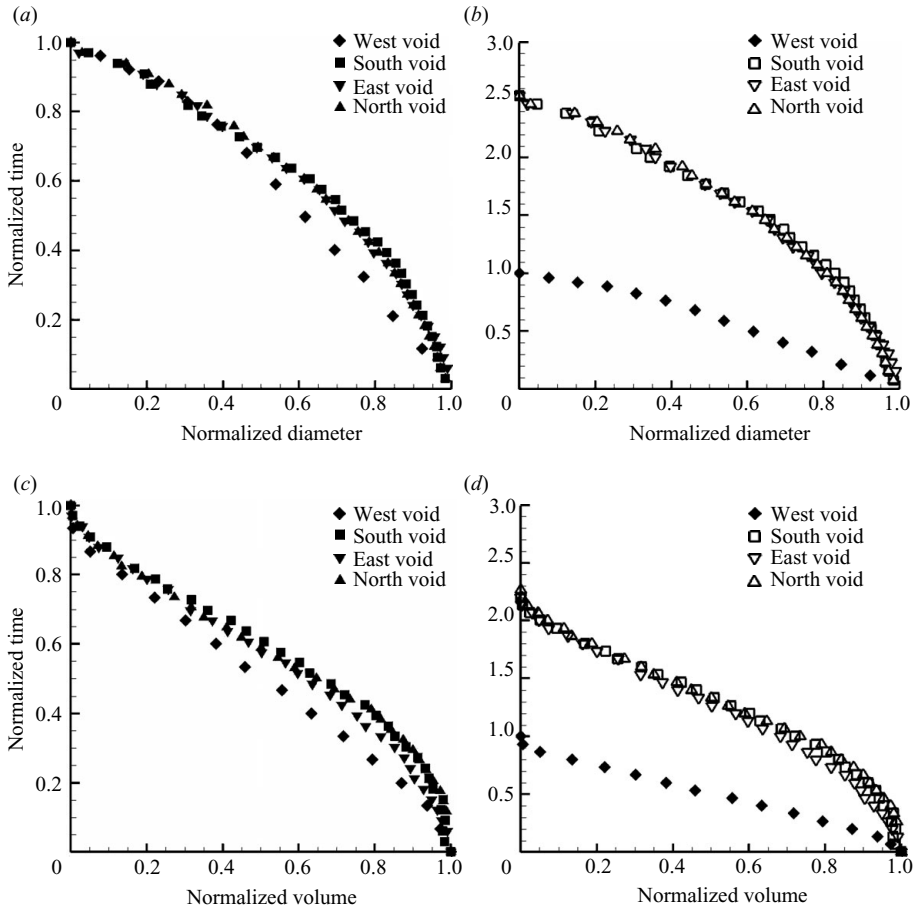 (a)
West void
South void
East void
North void
1.0
0.8
0.6
0.4
0.2
0
0.2
0.4
0.6
0.8
1.0
Normalized time
Normalized diameter
(b)
West void
South void
East void
North void
3.0
2.5
2.0
1.5
1.0
0.5
0
0.2
0.4
0.6
0.8
1.0
Normalized diameter
(c)
West void
South void
East void
North void
1.0
0.8
0.6
0.4
0.2
0
0.2
0.4
0.6
0.8
1.0
Normalized time
Normalized volume
(d)
West void
South void
East void
North void
3.0
2.5
2.0
1.5
1.0
0.5
0
0.2
0.4
0.6
0.8
1.0
Normalized volume